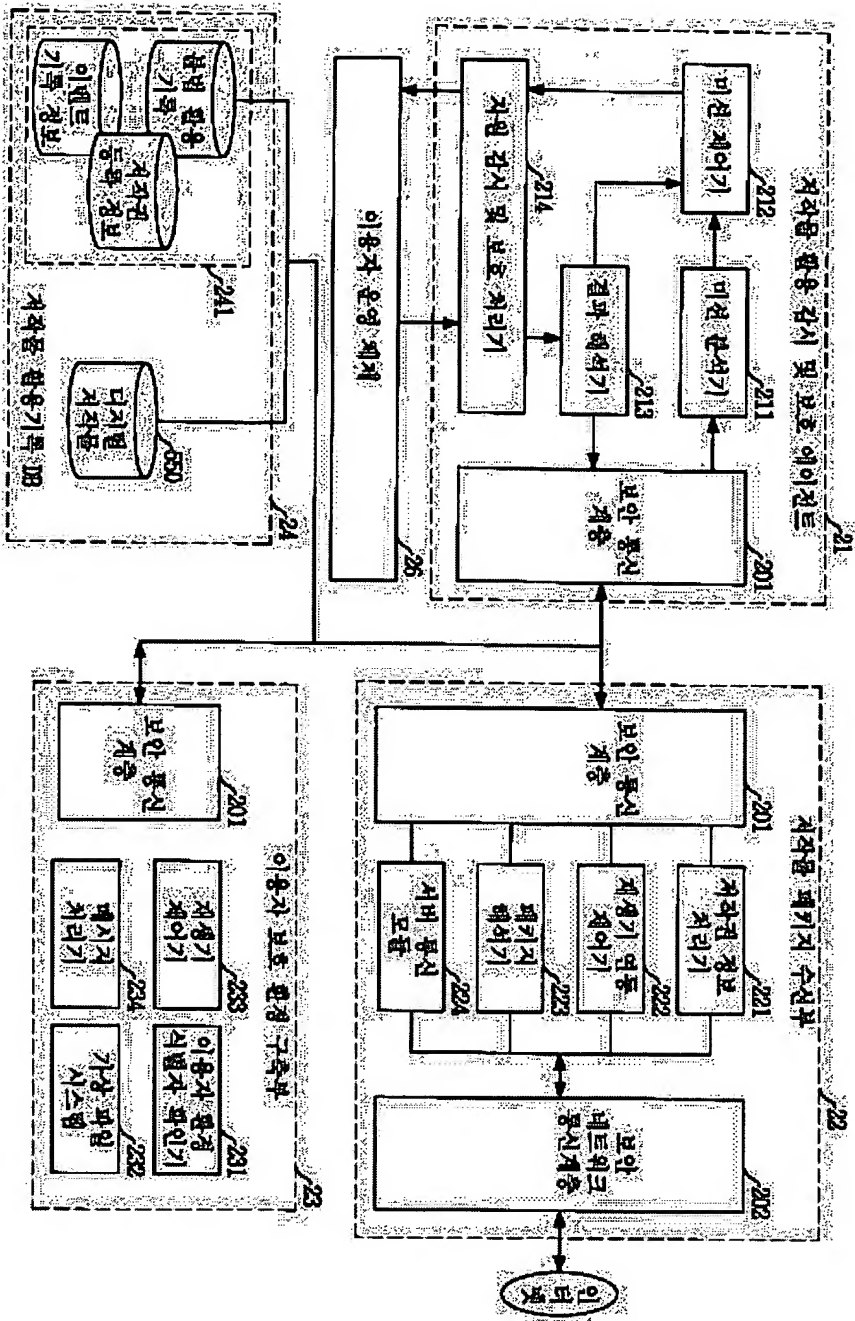 저작물 활용 감시 및 보호 에이전트
21
미션 제어기
212
미션 분석기
211
자원 감시 및 보호 처리기
214
결과 해석기
213
보안 통신
계층
201
이용자 운영 체제
26
불법 활용
기록
이벤트
기록 정보
저작권
등록 정보
241
디지털
저작물
650
저작물 활용기록 DB
24
저작물 패키지 수신부
22
보안 통신
계층
201
저작권 정보
처리기
221
재생기 연동
제어기
222
패키지
해석기
223
서버 통신
모듈
224
보안
네트워크
통신계층
202
인
터
넷
이용자 보호 환경 구축부
23
보안 통신
계층
201
재생기
제어기
233
메시지
처리기
234
이용자 환경
식별자 확인기
231
가상 파일
시스템
232